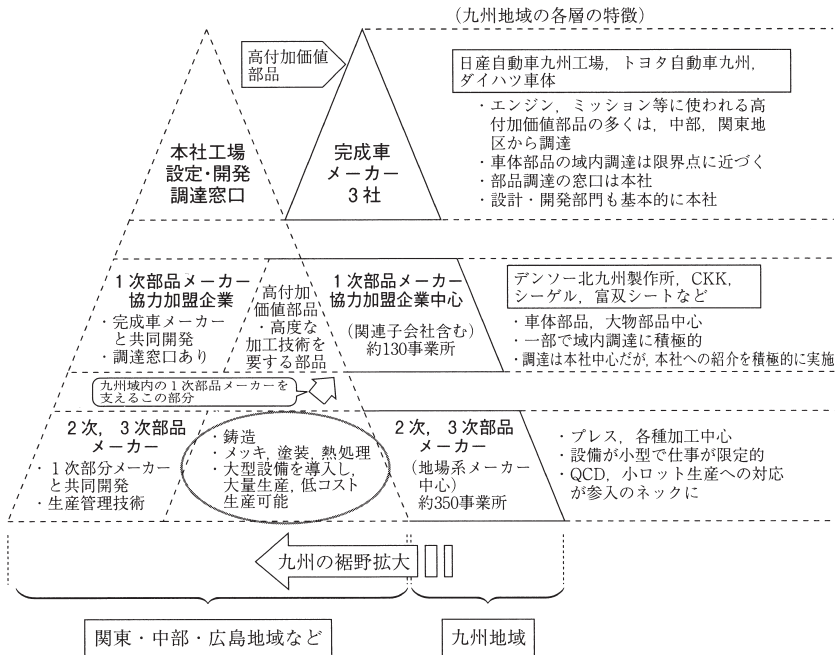 (九州地域の各層の特徴)
高付加価値
部品
本社工場
設定・開発
調達窓口
完成車
メーカー
3社
日産自動車九州工場，トヨタ自動車九州，
ダイハツ車体
・エンジン，ミッション等に使われる高
付加価値部品の多くは，中部，関東地
区から調達
・車体部品の域内調達は限界点に近づく
・部品調達の窓口は本社
・設計・開発部門も基本的に本社
1次部品メーカー
協力加盟企業
・完成車メーカー
と共同開発
・調達窓口あり
高付加
価値部品
・高度な
加工技術を
要する部品
1次部品メーカー
協力加盟企業中心
(関連子会社含む)
約130事業所
デンソー北九州製作所，CKK，
シーゲル，富双シートなど
・車体部品，大物部品中心
・一部で域内調達に積極的
・調達は本社中心だが，本社への紹介を積極的に実施
九州域内の1次部品メーカーを
支えるこの部分
2次，3次部品
メーカー
・1次部分メーカー
と共同開発
・生産管理技術
・鋳造
・メッキ，塗装，熱処理
・大型設備を導入し，
大量生産，低コスト
生産可能
2次，3次部品
メーカー
(地場系メーカー
中心)
約350事業所
・プレス，各種加工中心
・設備が小型で仕事が限定的
・QCD，小ロット生産への対応
が参入のネックに
九州の裾野拡大
関東・中部・広島地域など
九州地域